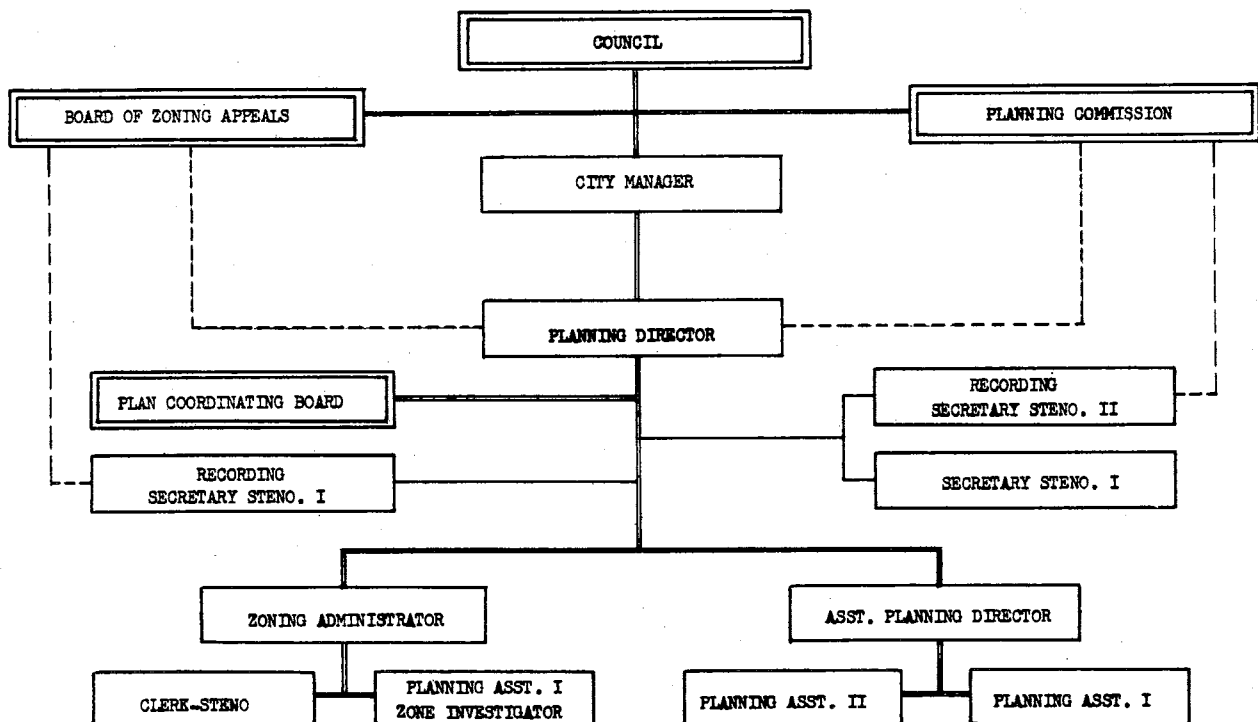 COUNCIL
BOARD OF ZONING APPEALS
PLANNING COMMISSION
CITY MANAGER
PLANNING DIRECTOR
PLAN COORDINATING BOARD
RECORDING
SECRETARY STENO. II
RECORDING
SECRETARY STENO. I
SECRETARY STENO. I
ZONING ADMINISTRATOR
ASST. PLANNING DIRECTOR
CLERK-STENO
PLANNING ASST. I
ZONE INVESTIGATOR
PLANNING ASST. II
PLANNING ASST. I